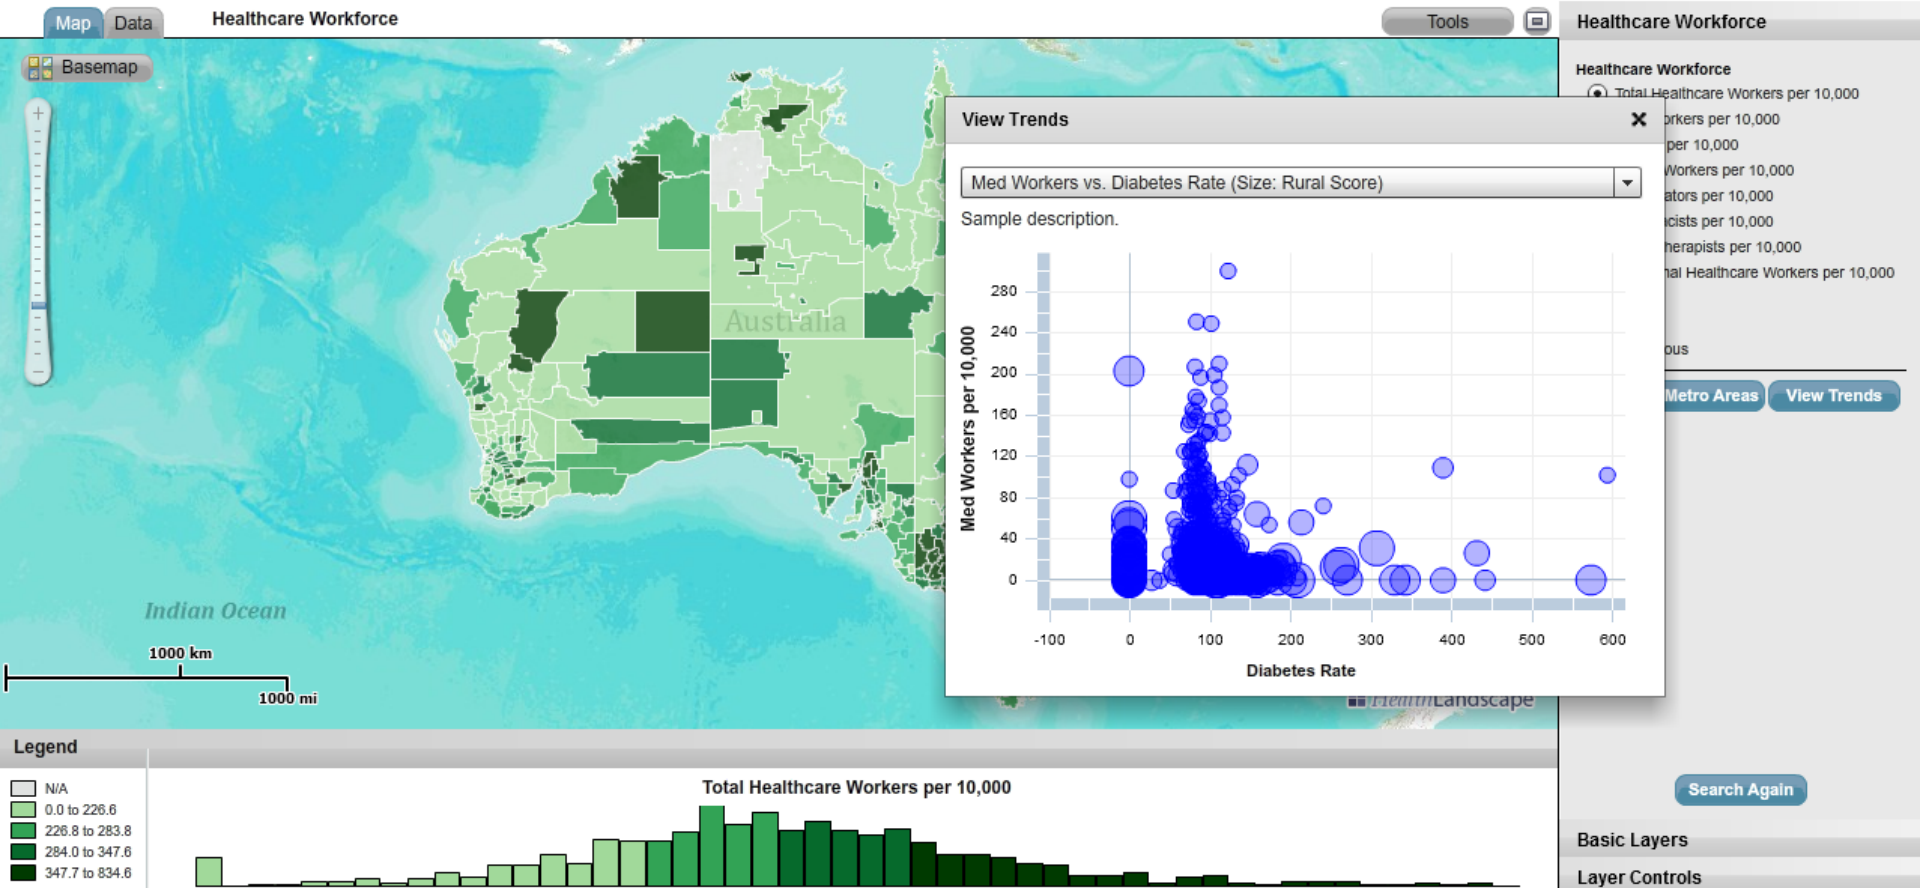 Map
Data
Healthcare Workforce
Tools
Healthcare Workforce
Basemap
Healthcare Workforce
Total Healthcare Workers per 10,000
orkers per 10,000
per 10,000
Workers per 10,000
ators per 10,000
cists per 10,000
herapists per 10,000
nal Healthcare Workers per 10,000
ous
Metro Areas
View Trends
View Trends
Med Workers vs. Diabetes Rate (Size: Rural Score)
Sample description.
Med Workers per 10,000
280
240
200
160
120
80
40
0
-100 0 100 200 300 400 500 600
Diabetes Rate
Australia
Indian Ocean
1000 km
1000 mi
HealthLandscape
Legend
N/A
0.0 to 226.6
226.8 to 283.8
284.0 to 347.6
347.7 to 834.6
Total Healthcare Workers per 10,000
Search Again
Basic Layers
Layer Controls